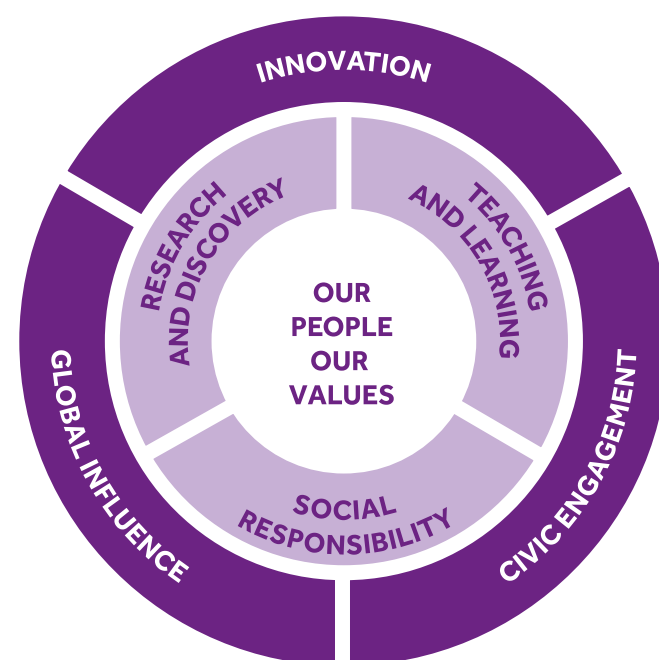 INNOVATION
RESEARCH
AND DISCOVERY
TEACHING
AND LEARNING
OUR
PEOPLE
OUR
VALUES
GLOBAL INFLUENCE
CIVIC ENGAGEMENT
SOCIAL
RESPONSIBILITY